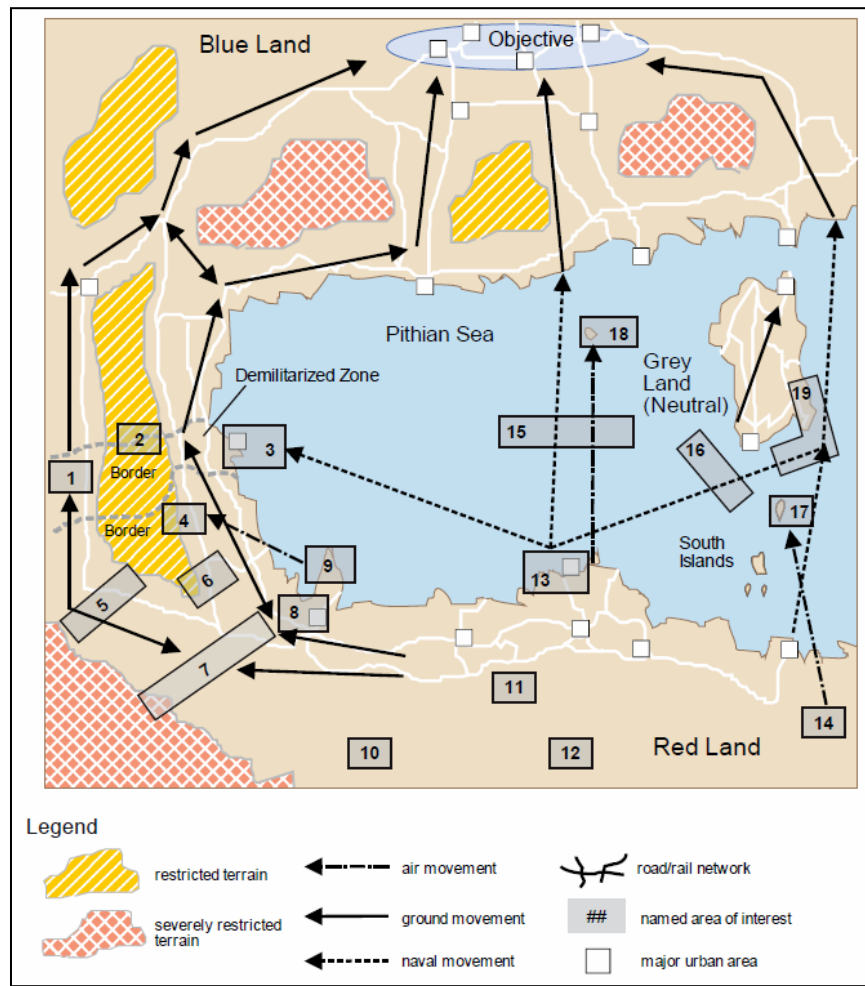 Blue Land
Objective
Pithian Sea
18
Grey
Land
(Neutral)
Demilitarized Zone
19
15
2
3
16
1
Border
Border
4
17
South
Islands
9
6
13
5
8
7
11
14
10
12
Red Land
Legend
restricted terrain
air movement
road/rail network
severely restricted
terrain
ground movement
##
named area of interest
naval movement
major urban area